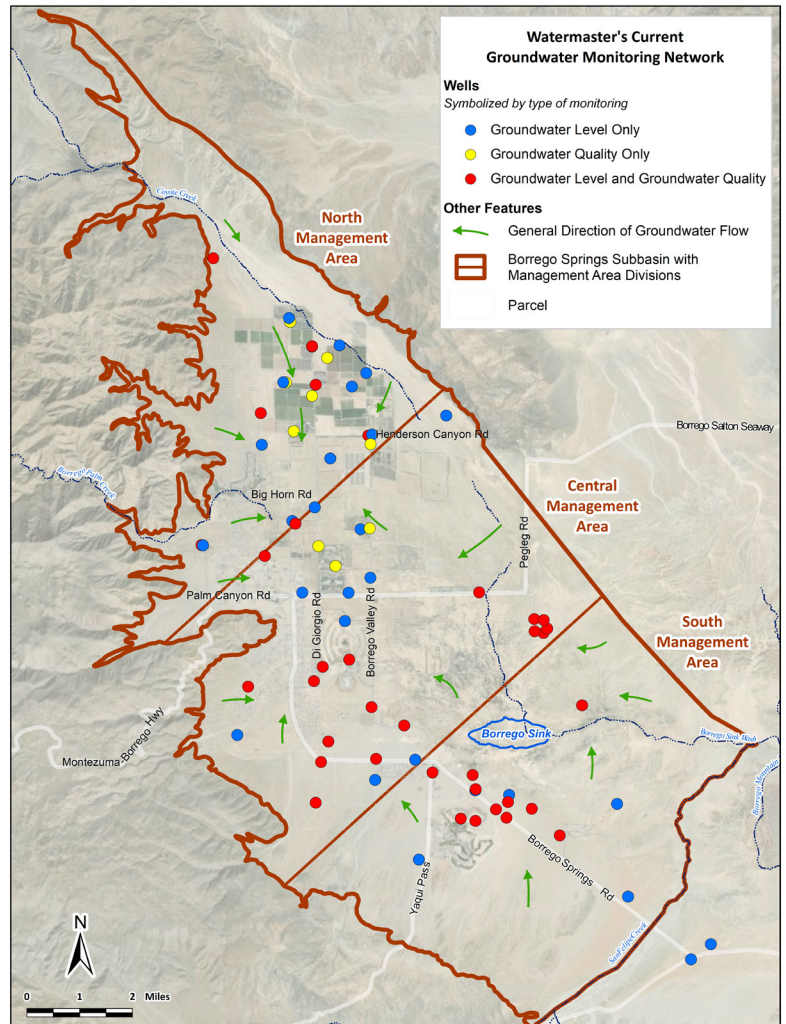 Watermaster's Current
Groundwater Monitoring Network
Wells
Symbolized by type of monitoring
Groundwater Level Only
Groundwater Quality Only
Groundwater Level and Groundwater Quality
Other Features
General Direction of Groundwater Flow
Borrego Springs Subbasin with
Management Area Divisions
Parcel
Coyote Creek
North
Management
Area
Henderson Canyon Rd
Borrego Salton Seaway
Borrego Palm Creek
Big Horn Rd
Central
Management
Area
Pegleg Rd
Palm Canyon Rd
Di Giorgio Rd
Borrego Valley Rd
South
Management
Area
Montezuma-Borrego Hwy
Borrego Sink
Borrego Sink Wash
Borrego Mountain
Borrego Springs Rd
Yaqui Pass
San Felipe Creek
N
0 1 2 Miles